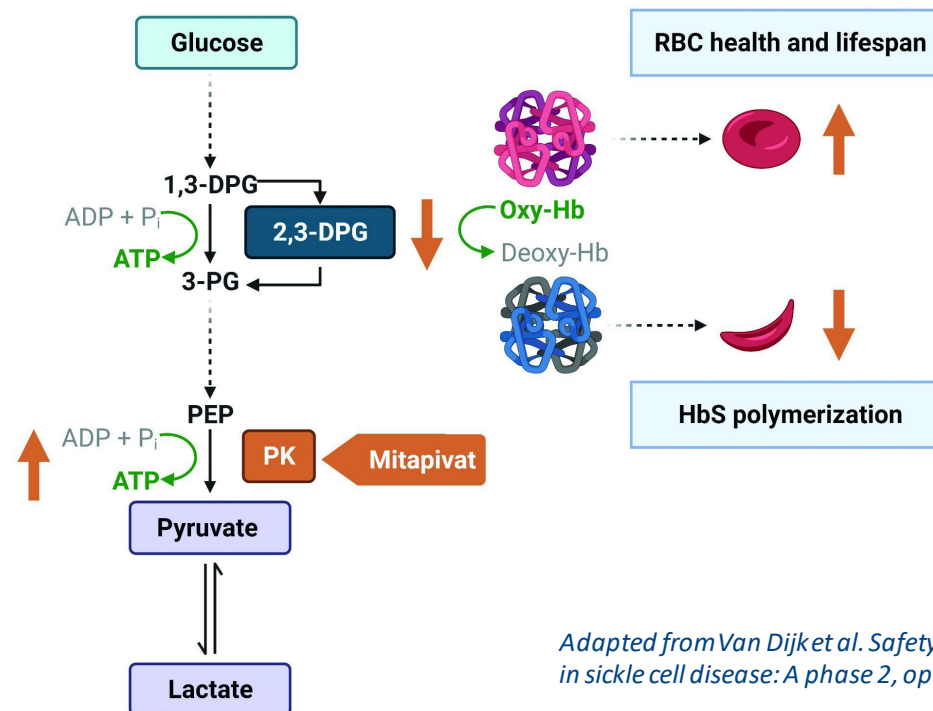 Glucose
RBC health and lifespan
1,3-DPG
ADP + Pi
ATP
2,3-DPG
3-PG
Oxy-Hb
Deoxy-Hb
HbS polymerization
PEP
ADP + Pi
ATP
PK
Mitapivat
Pyruvate
Lactate
Adapted from Van Dijk et al. Safety
in sickle cell disease: A phase 2, op